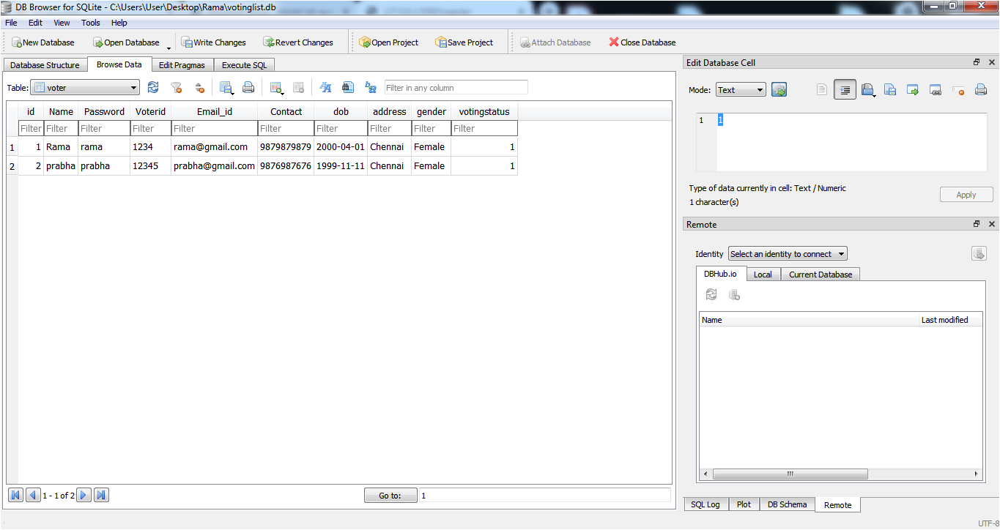 DB Browser for SQLite - C:\Users\User\Desktop\Rama\votinglist.db
File Edit View Tools Help
New Database Open Database Write Changes Revert Changes Open Project Save Project Attach Database Close Database
Database Structure Browse Data Edit Pragmas Execute SQL
Table: voter Filter in any column
id Name Password Voterid Email_id Contact dob address gender votingstatus
Filter Filter Filter Filter Filter Filter Filter Filter Filter Filter
1 1 Rama rama 1234 rama@gmail.com 9879879879 2000-04-01 Chennai Female 1
2 2 prabha prabha 12345 prabha@gmail.com 9876987676 1999-11-11 Chennai Female 1
1 - 1 of 2 Go to: 1
Edit Database Cell
Mode: Text
1 1
Type of data currently in cell: Text / Numeric
1 character(s)
Apply
Remote
Identity Select an identity to connect
DBHub.io Local Current Database
Name Last modified
SQL Log Plot DB Schema Remote
UTF-8